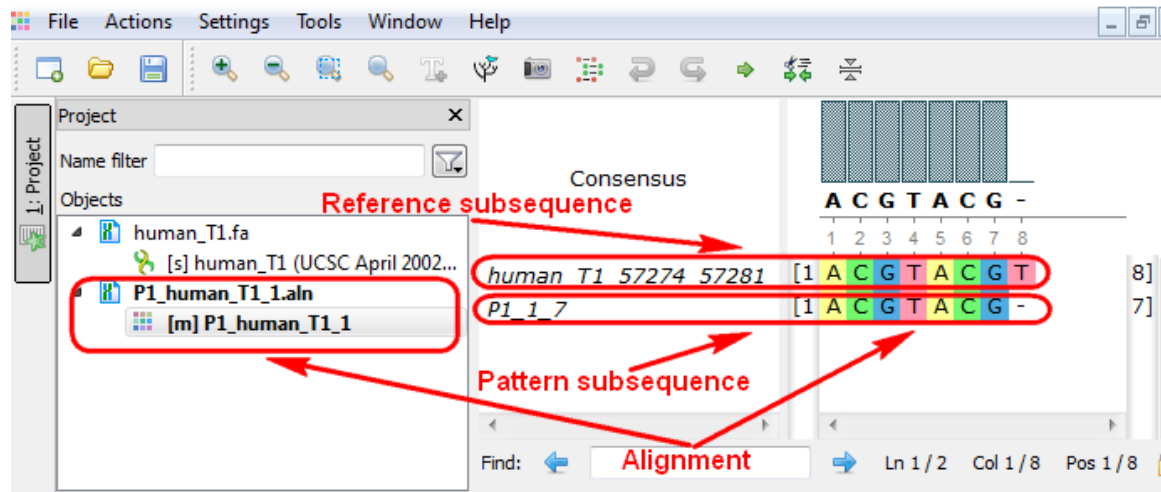 File Actions Settings Tools Window Help
1: Project
Project
Name filter
Objects
human_T1.fa
[s] human_T1 (UCSC April 2002...
P1_human_T1_1.aln
[m] P1_human_T1_1
Consensus
A C G T A C G -
1 2 3 4 5 6 7 8
Reference subsequence
human_T1_57274_57281 [1 A C G T A C G T 8]
P1_1_7 [1 A C G T A C G - 7]
Pattern subsequence
Alignment
Find: Ln 1 / 2 Col 1 / 8 Pos 1 / 8